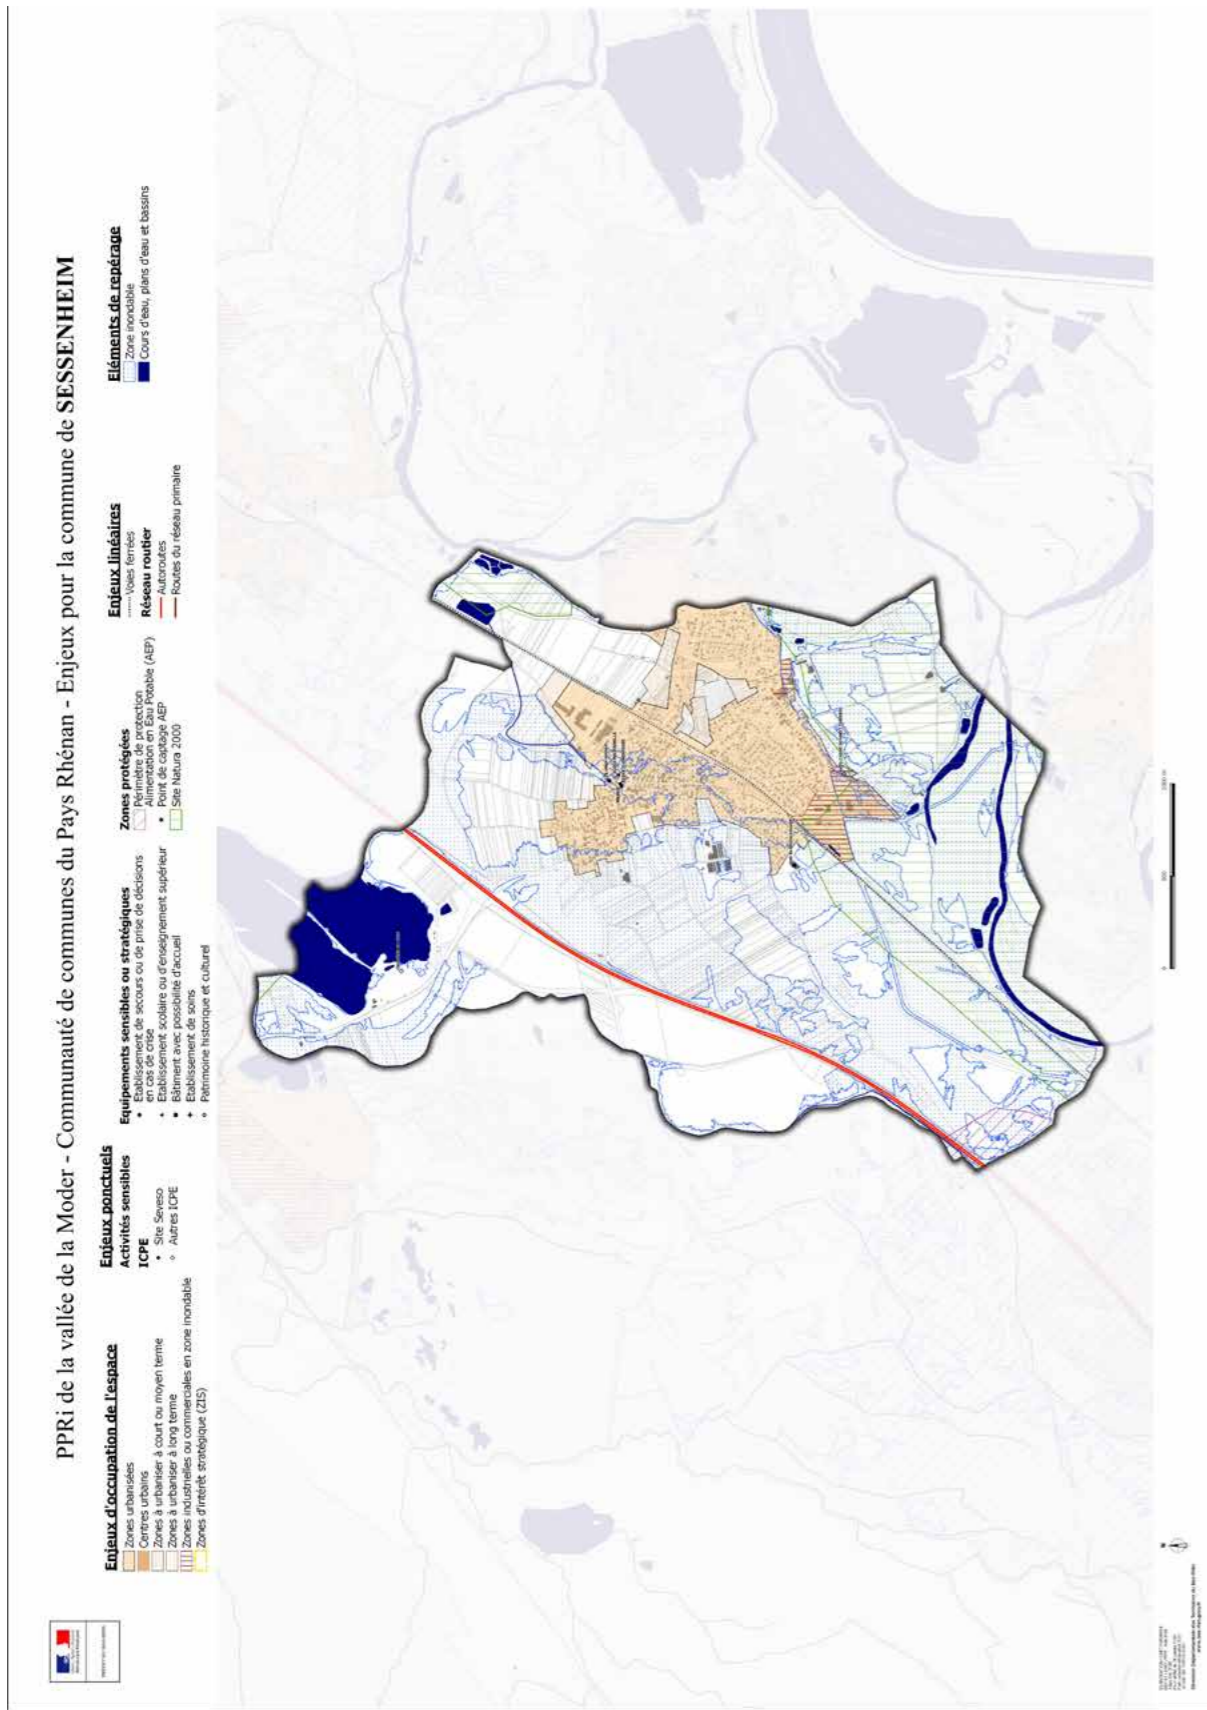 PPRi de la vallée de la Moder - Communauté de communes du Pays Rhénan - Enjeux pour la commune de SESSENHEIM
Enjeux d'occupation de l'espace
Zones urbanisées
Centres urbains
Zones à urbaniser à court ou moyen terme
Zones à urbaniser à long terme
Zones industrielles ou commerciales en zone inondable
Zones d'intérêt stratégique (ZIS)
Enjeux ponctuels
Activités sensibles
ICPE
Site Seveso
Autres ICPE
Equipements sensibles ou stratégiques
Etablissement de secours ou de prise de décisions
en cas de crise
Etablissement scolaire ou d'enseignement supérieur
Bâtiment avec possibilité d'accueil
Etablissement de soins
Patrimoine historique et culturel
Zones protégées
Périmètre de protection
Alimentation en Eau Potable (AEP)
Point de captage AEP
Site Natura 2000
Enjeux linéaires
Voies ferrées
Réseau routier
Autoroutes
Routes du réseau primaire
Eléments de repérage
Zone inondable
Cours d'eau, plans d'eau et bassins